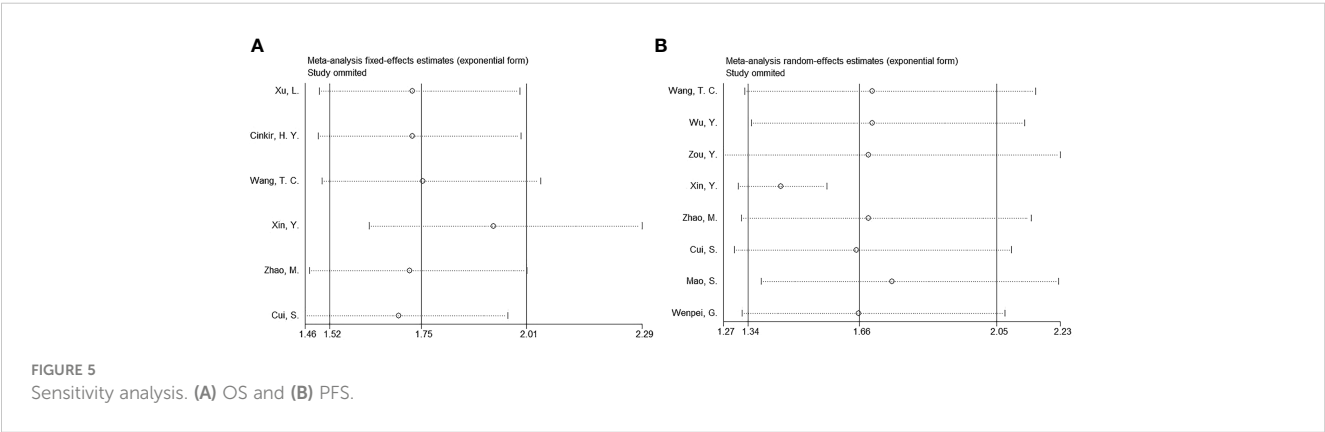 A
Meta-analysis fixed-effects estimates (exponential form)
Study ommited
Xu, L.
Cinkir, H. Y.
Wang, T. C.
Xin, Y.
Zhao, M.
Cui, S.
1.46 1.52 1.75 2.01 2.29
B
Meta-analysis random-effects estimates (exponential form)
Study ommited
Wang, T. C.
Wu, Y.
Zou, Y.
Xin, Y.
Zhao, M.
Cui, S.
Mao, S.
Wenpei, G.
1.27 1.34 1.66 2.05 2.23
FIGURE 5
Sensitivity analysis. (A) OS and (B) PFS.